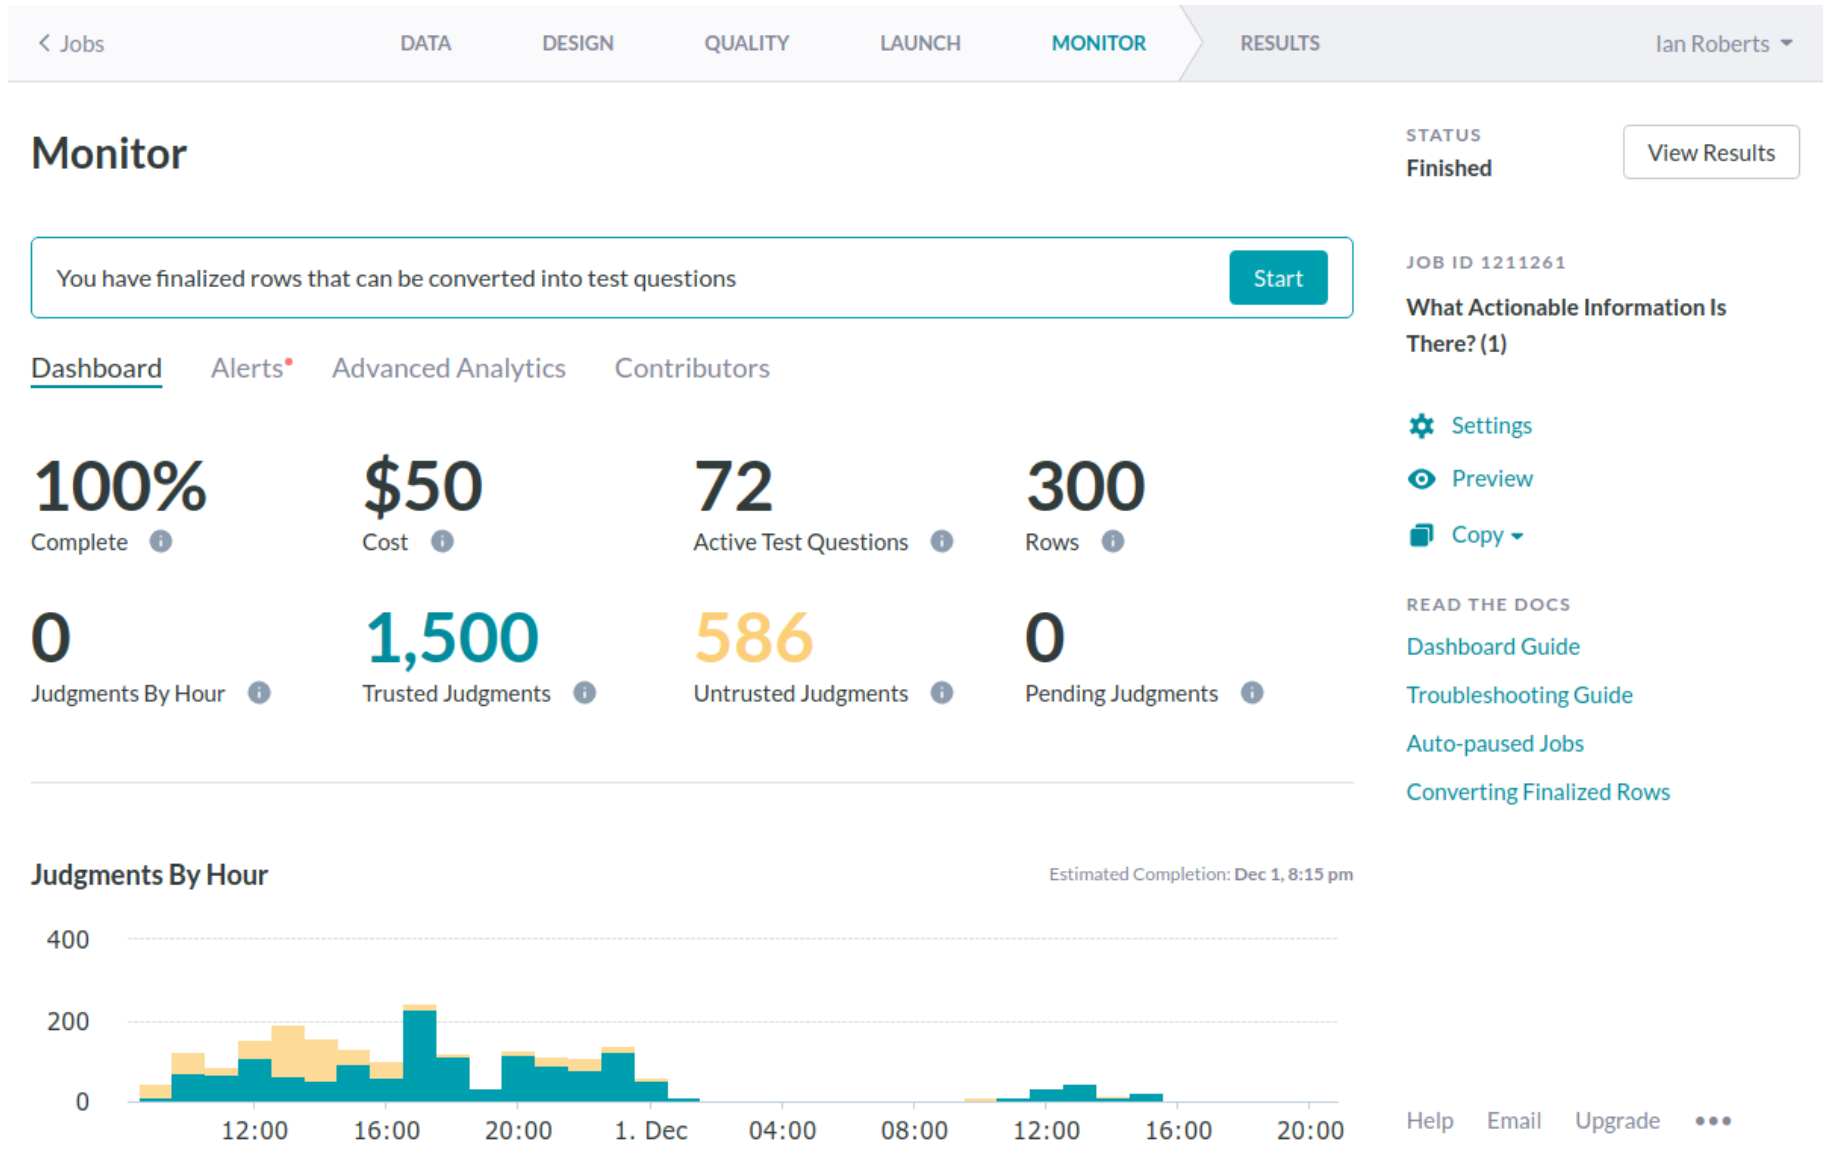 Jobs
DATA DESIGN QUALITY LAUNCH MONITOR RESULTS
Ian Roberts
Monitor
STATUS
Finished
View Results
You have finalized rows that can be converted into test questions
Start
JOB ID 1211261
What Actionable Information Is
There? (1)
Dashboard Alerts Advanced Analytics Contributors
Settings
Preview
Copy
100%
Complete
$50
Cost
72
Active Test Questions
300
Rows
0
Judgments By Hour
1,500
Trusted Judgments
586
Untrusted Judgments
0
Pending Judgments
READ THE DOCS
Dashboard Guide
Troubleshooting Guide
Auto-paused Jobs
Converting Finalized Rows
Judgments By Hour
Estimated Completion: Dec 1, 8:15 pm
400
200
0
12:00 16:00 20:00 1. Dec 04:00 08:00 12:00 16:00 20:00
Help Email Upgrade